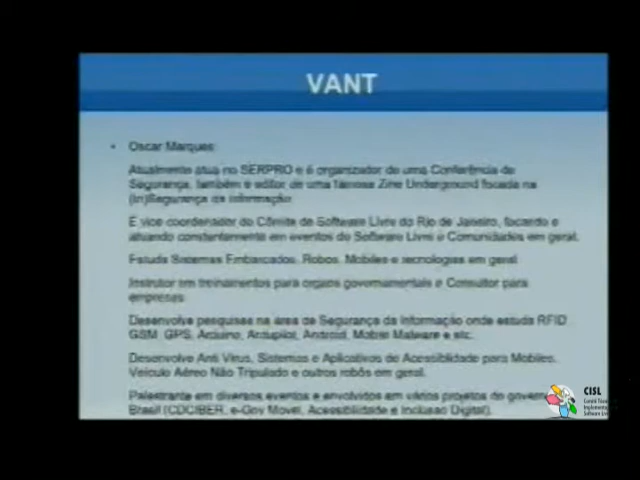 VANT
• Oscar Marques
Atualmente atua no SERPRO e é organizador de uma Conferência de
Segurança, também e editor de uma famosa Zine Underground focada na
(In)Segurança da informação
É vice coordenador do Cômite de Software Livre do Rio de Janeiro, focando e
atuando constantemente em eventos do Software Livre e Comunidades em geral.
Estuda Sistemas Embarcados, Robos, Mobiles e tecnologias em geral
Instrutor em treinamentos para orgãos governamentais e Consultor para
empresas
Desenvolve pesquisas na área de Segurança da Informação onde estuda RFID
GSM, GPS, Arduino, Ardupilot, Android, Mobile Malware e etc.
Desenvolve Anti Virus, Sistemas e Aplicativos de Acessiblidade para Mobiles.
Veículo Aéreo Não Tripulado e outros robôs em geral.
Palestrante em diversos eventos e envolvidos em vários projetos do govern
Brasil (CDCIBER, e-Gov Movel, Acessibilidade e Inclusao Digital).
CISL
Software